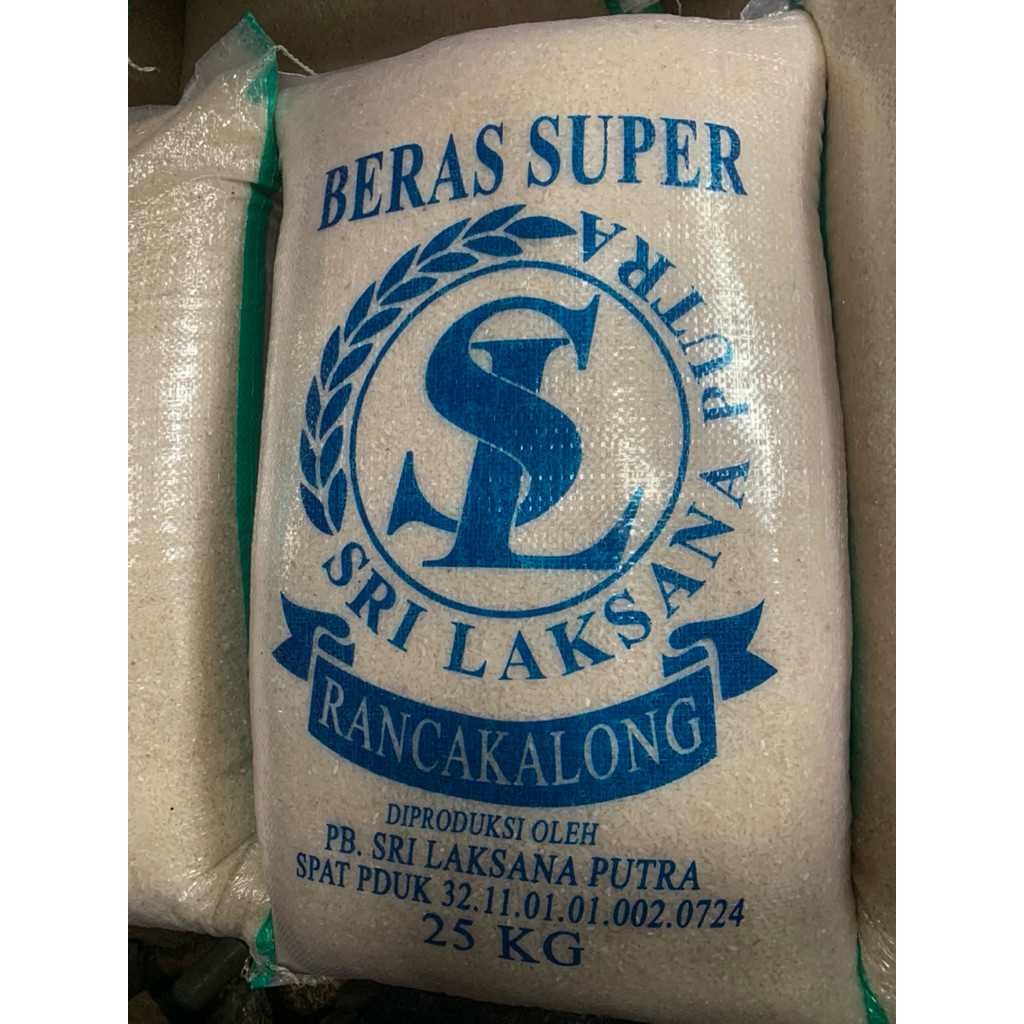 BERAS SUPER
SL
SRI LAKSANA PUTRA
RANCAKALONG
DIPRODUKSI OLEH
PB. SRI LAKSANA PUTRA
SPAT PDUK 32.11.01.01.002.0724
25 KG